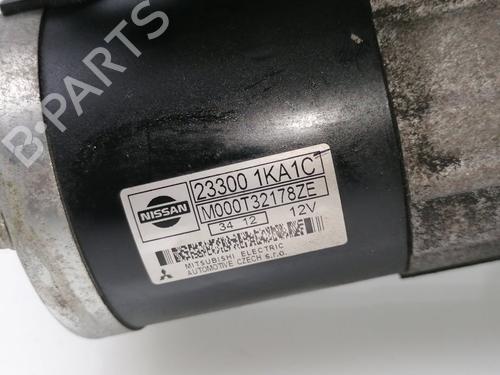 B-PARTS
NISSAN
23300 1KA1C
M000T32178ZE
34 12 12V
MITSUBISHI ELECTRIC
AUTOMOTIVE CZECH s.r.o.